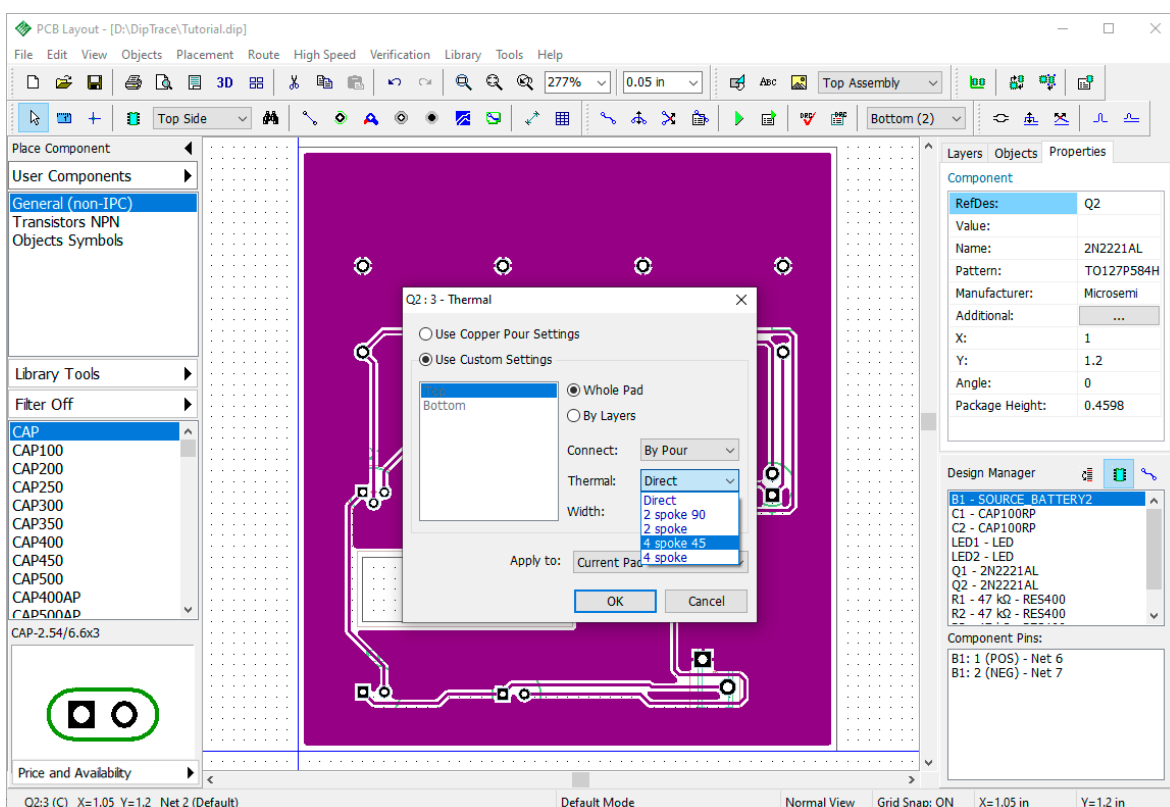 PCB Layout - [D:\DipTrace\Tutorial.dip]
File Edit View Objects Placement Route High Speed Verification Library Tools Help
3D 277% 0.05 in ABC Top Assembly
Top Side DRC Bottom (2)
Place Component
User Components
General (non-IPC)
Transistors NPN
Objects Symbols
Library Tools
Filter Off
CAP
CAP100
CAP200
CAP250
CAP300
CAP350
CAP400
CAP450
CAP500
CAP400AP
CAP500AP
CAP-2.54/6.6x3
Price and Availability
Q2 : 3 - Thermal
Use Copper Pour Settings
Use Custom Settings
Top
Bottom
Whole Pad
By Layers
Connect: By Pour
Thermal: Direct
Direct
2 spoke 90
Width:
2 spoke
4 spoke 45
4 spoke
Apply to: Current Pad
OK Cancel
Layers Objects Properties
Component
RefDes: Q2
Value:
Name: 2N2221AL
Pattern: TO127P584H
Manufacturer: Microsemi
Additional: ...
X: 1
Y: 1.2
Angle: 0
Package Height: 0.4598
Design Manager
B1 - SOURCE_BATTERY2
C1 - CAP100RP
C2 - CAP100RP
LED1 - LED
LED2 - LED
Q1 - 2N2221AL
Q2 - 2N2221AL
R1 - 47 kΩ - RES400
R2 - 47 kΩ - RES400
Component Pins:
B1: 1 (POS) - Net 6
B1: 2 (NEG) - Net 7
Q2:3 (C) X=1.05 Y=1.2 Net 2 (Default) Default Mode Normal View Grid Snap: ON X=1.05 in Y=1.2 in